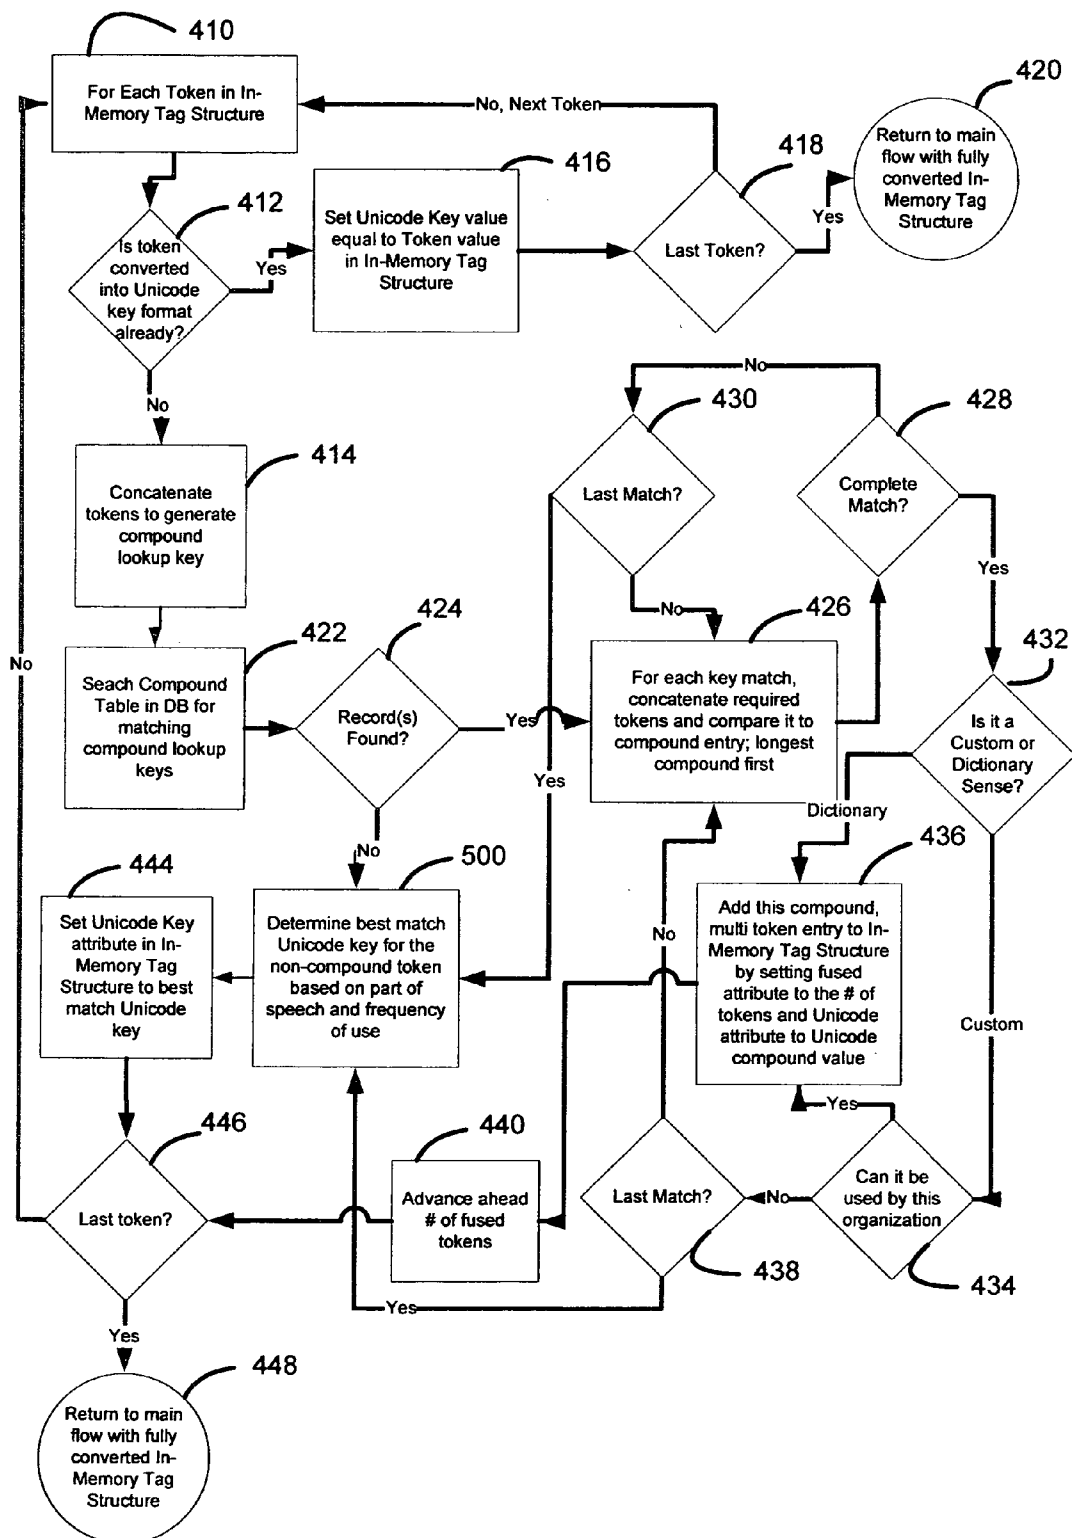 410
For Each Token in In-
Memory Tag Structure
No, Next Token
420
Return to main
flow with fully
converted In-
Memory Tag
Structure
412
Is token
converted
into Unicode
key format
already?
Yes
416
Set Unicode Key value
equal to Token value
in In-Memory Tag
Structure
418
Last Token?
Yes
No
414
Concatenate
tokens to generate
compound
lookup key
No
430
Last Match?
428
Complete
Match?
Yes
No
422
Seach Compound
Table in DB for
matching
compound lookup
keys
424
Record(s)
Found?
Yes
426
For each key match,
concatenate required
tokens and compare it to
compound entry; longest
compound first
432
Is it a
Custom or
Dictionary
Sense?
No
Yes
Dictionary
No
444
Set Unicode Key
attribute in In-
Memory Tag
Structure to best
match Unicode
key
500
Determine best match
Unicode key for the
non-compound token
based on part of
speech and frequency
of use
No
436
Add this compound,
multi token entry to
In-Memory Tag Structure
by setting fused
attribute to the # of
tokens and Unicode
attribute to Unicode
compound value
Custom
Yes
446
Last token?
440
Advance ahead
# of fused
tokens
Last Match?
438
No
Can it be
used by this
organization
434
Yes
Yes
448
Return to main
flow with fully
converted In-
Memory Tag
Structure